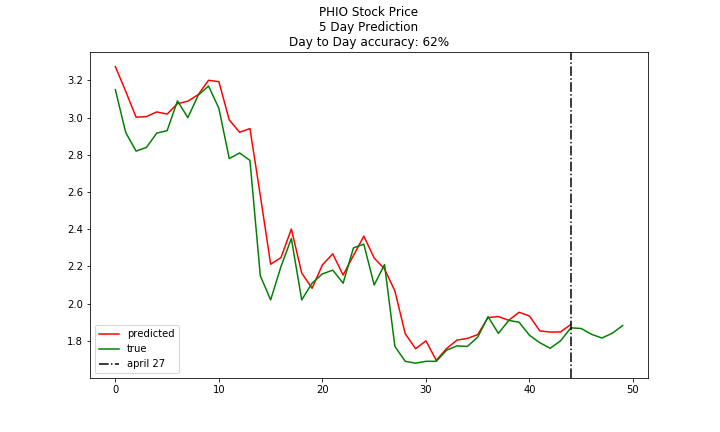 PHIO Stock Price
5 Day Prediction
Day to Day accuracy: 62%
3.2
3.0
2.8
2.6
2.4
2.2
2.0
1.8
predicted
true
april 27
0
10
20
30
40
50